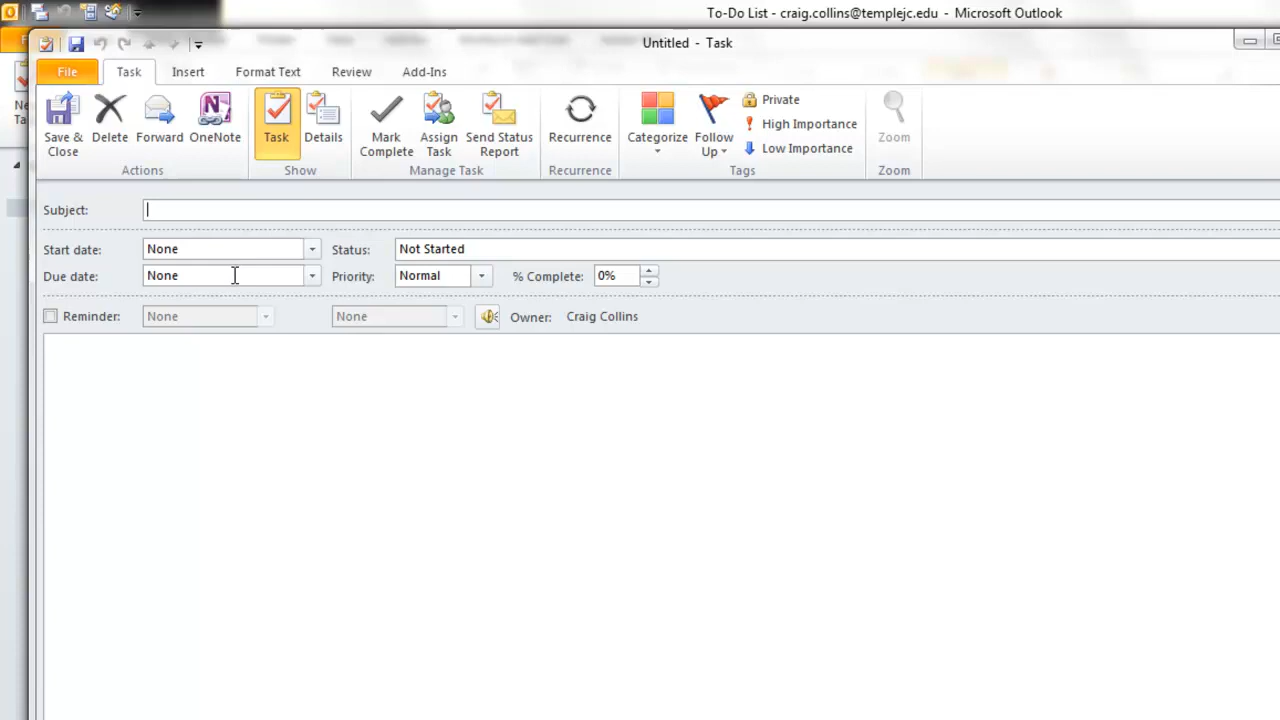 To-Do List - craig.collins@templejc.edu - Microsoft Outlook
Untitled - Task
File Task Insert Format Text Review Add-Ins
Save & Close Delete Forward OneNote Task Details Mark Complete Assign Task Send Status Report Recurrence Categorize Follow Up Private High Importance Low Importance Zoom
Actions Show Manage Task Recurrence Tags Zoom
Subject:
Start date: None Status: Not Started
Due date: None Priority: Normal % Complete: 0%
Reminder: None None Owner: Craig Collins